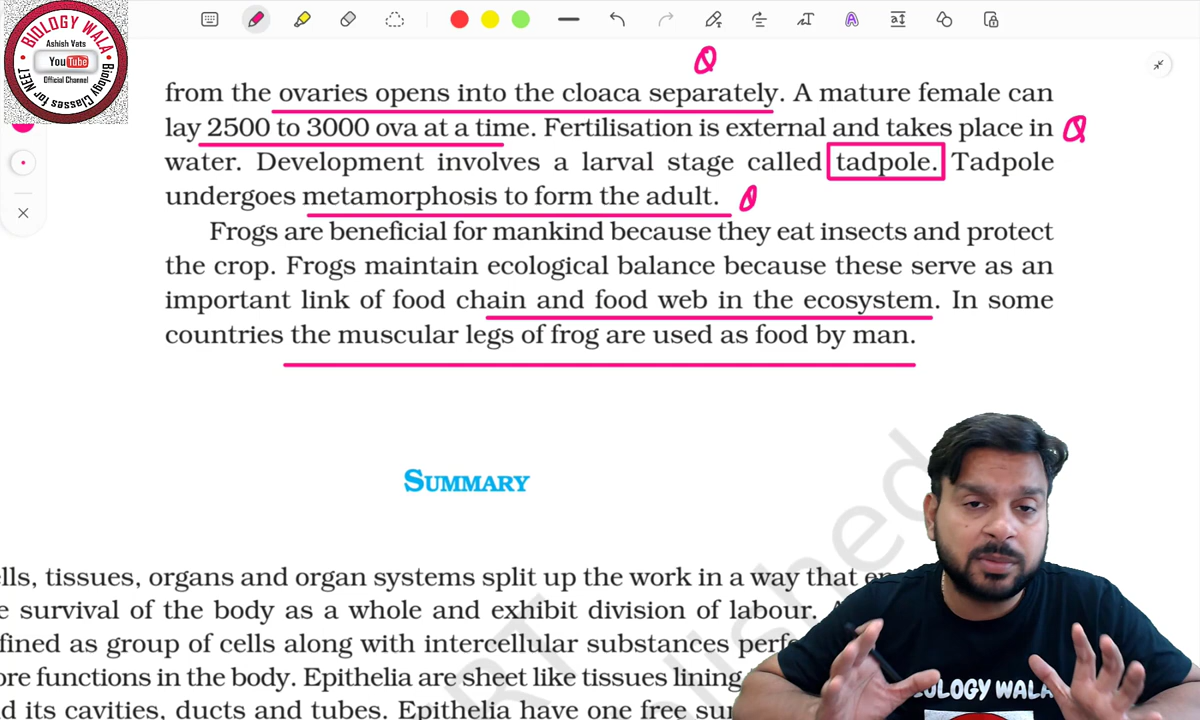 BIOLOGY WALA
Ashish Vats
YouTube
Official Channel
Biology Classes for NEET
from the ovaries opens into the cloaca separately. A mature female can
lay 2500 to 3000 ova at a time. Fertilisation is external and takes place in
water. Development involves a larval stage called tadpole. Tadpole
undergoes metamorphosis to form the adult.
Frogs are beneficial for mankind because they eat insects and protect
the crop. Frogs maintain ecological balance because these serve as an
important link of food chain and food web in the ecosystem. In some
countries the muscular legs of frog are used as food by man.
SUMMARY
lls, tissues, organs and organ systems split up the work in a way that
e survival of the body as a whole and exhibit division of labour.
fined as group of cells along with intercellular substances perf
ore functions in the body. Epithelia are sheet like tissues lining
d its cavities, ducts and tubes. Epithelia have one free sur
OLOGY WALA